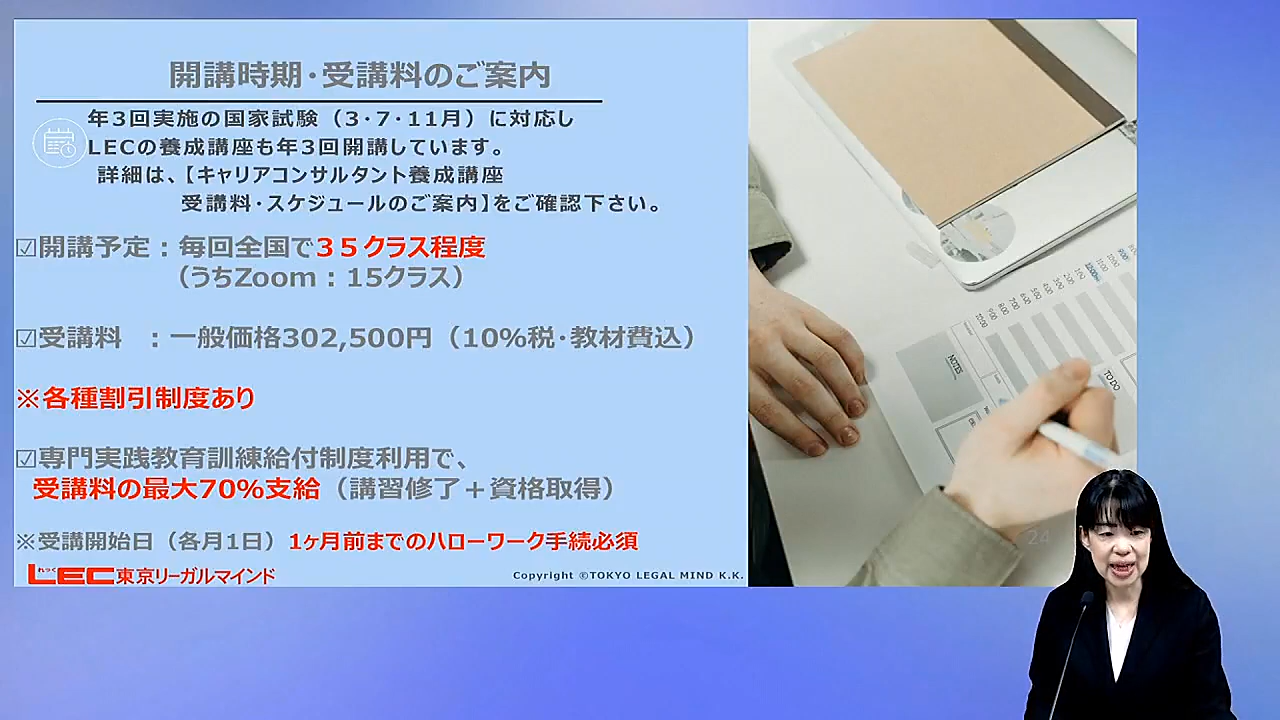 開講時期・受講料のご案内
年3回実施の国家試験（3・7・11月）に対応し
LECの養成講座も年3回開講しています。
詳細は、【キャリアコンサルタント養成講座
受講料・スケジュールのご案内】をご確認下さい。
☑開講予定：毎回全国で３５クラス程度
（うちZoom：15クラス）
☑受講料　：一般価格302,500円（10%税・教材費込）
※各種割引制度あり
☑専門実践教育訓練給付制度利用で、
受講料の最大70%支給（講習修了＋資格取得）
※受講開始日（各月1日）1ヶ月前までのハローワーク手続必須
れっく
LEC東京リーガルマインド
Copyright ©TOKYO LEGAL MIND K.K.
24
NOTES
TO DO